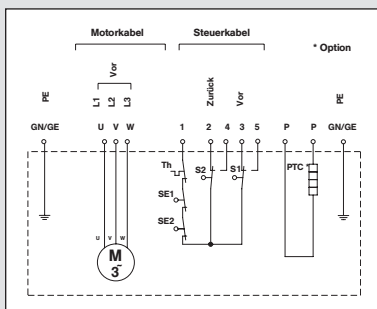 Motorkabel Steuerkabel
* Option
Vor
PE L1 L2 L3 Zurück Vor PE
GN/GE U V W 1 2 4 3 5 P P GN/GE
Th S2 S1 PTC *
SE1
SE2
U V W
M
3~